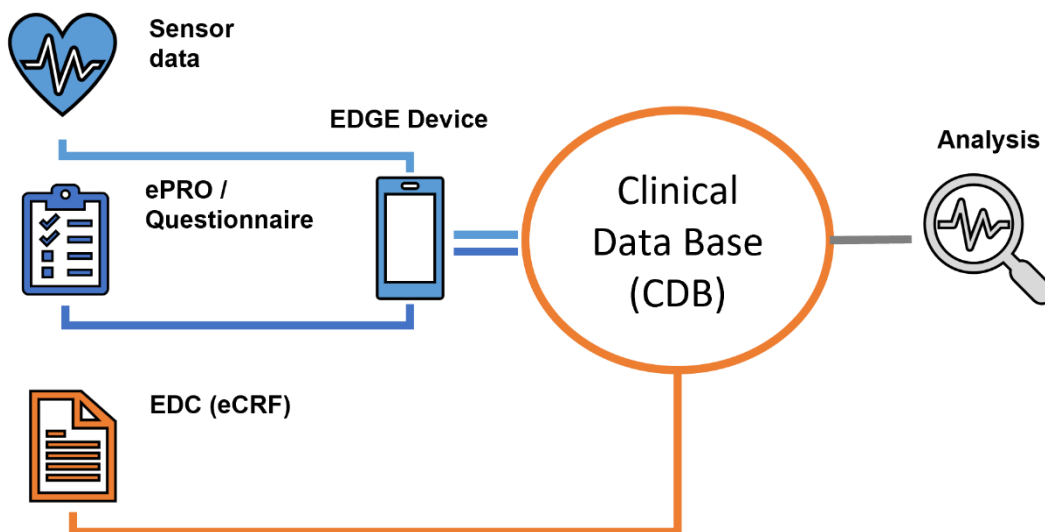 Sensor
data
EDGE Device
ePRO /
Questionnaire
EDC (eCRF)
Clinical
Data Base
(CDB)
Analysis